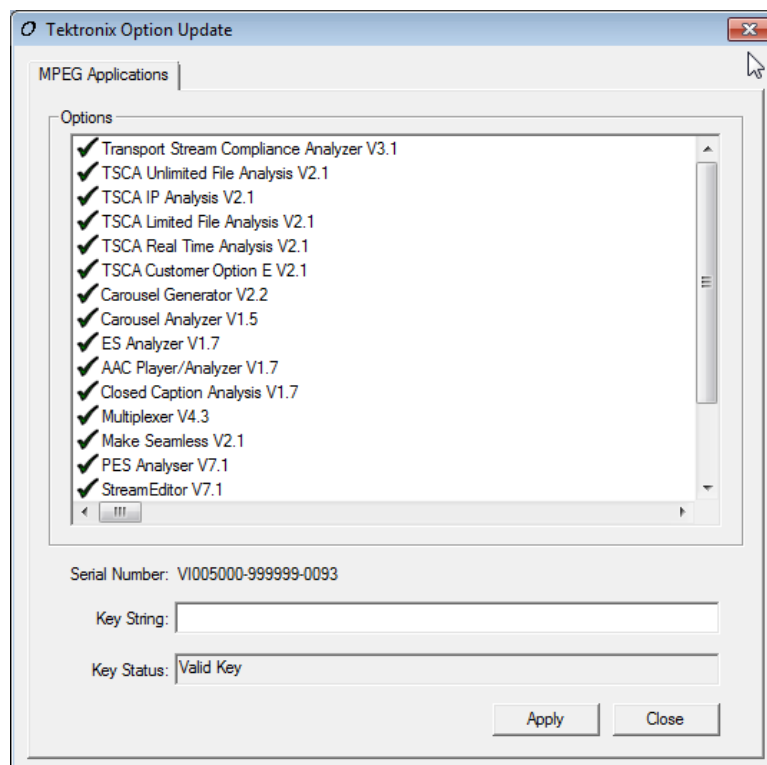 Tektronix Option Update
MPEG Applications
Options
Transport Stream Compliance Analyzer V3.1
TSCA Unlimited File Analysis V2.1
TSCA IP Analysis V2.1
TSCA Limited File Analysis V2.1
TSCA Real Time Analysis V2.1
TSCA Customer Option E V2.1
Carousel Generator V2.2
Carousel Analyzer V1.5
ES Analyzer V1.7
AAC Player/Analyzer V1.7
Closed Caption Analysis V1.7
Multiplexer V4.3
Make Seamless V2.1
PES Analyser V7.1
StreamEditor V7.1
Serial Number: VI005000-999999-0093
Key String:
Key Status: Valid Key
Apply Close